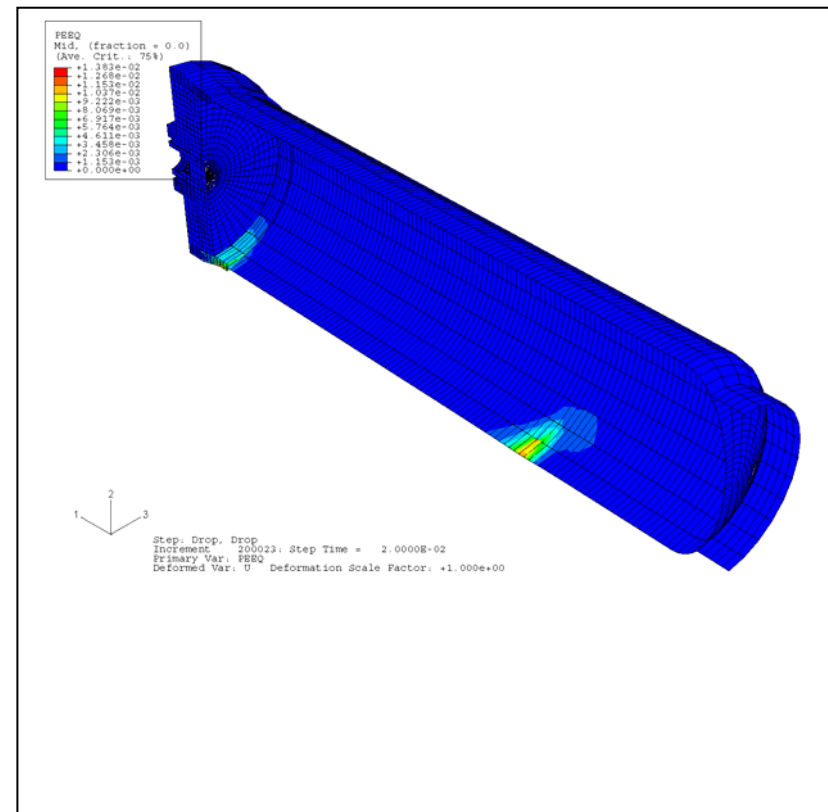 PEEQ
Mid, (fraction = 0.0)
(Ave. Crit.: 75%)
+1.383e-02
+1.268e-02
+1.153e-02
+1.037e-02
+9.222e-03
+8.069e-03
+6.917e-03
+5.764e-03
+4.611e-03
+3.458e-03
+2.306e-03
+1.153e-03
+0.000e+00
2
1
3
Step: Drop, Drop
Increment 200023: Step Time = 2.0000E-02
Primary Var: PEEQ
Deformed Var: U Deformation Scale Factor: +1.000e+00